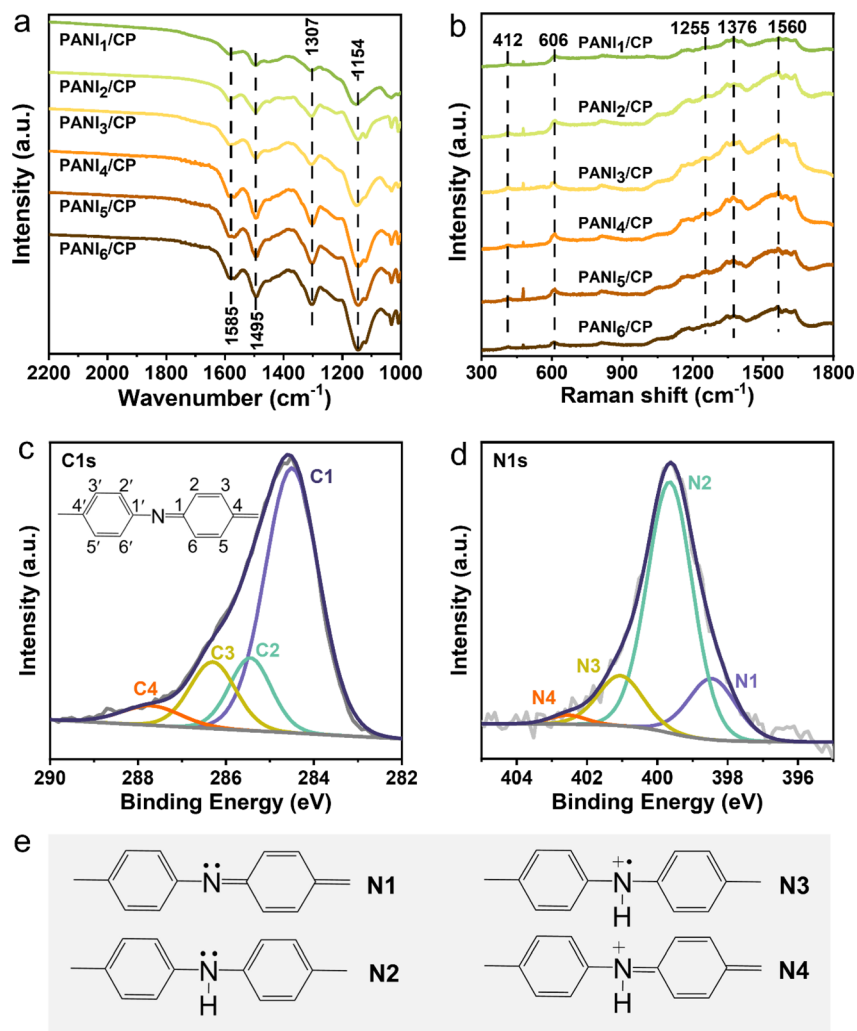 a
PANI1/CP
PANI2/CP
PANI3/CP
PANI4/CP
PANI5/CP
PANI6/CP
1307
1154
1585
1495
Intensity (a.u.)
2200 2000 1800 1600 1400 1200 1000
Wavenumber (cm⁻¹)
b
412 606 1255 1376 1560
PANI1/CP
PANI2/CP
PANI3/CP
PANI4/CP
PANI5/CP
PANI6/CP
Intensity (a.u.)
300 600 900 1200 1500 1800
Raman shift (cm⁻¹)
c
C1s
C1
3′ 2′ 2 3
4′ 1′ N 1 4
5′ 6′ 6 5
C4 C3 C2
Intensity (a.u.)
290 288 286 284 282
Binding Energy (eV)
d
N1s
N2
N3
N4
N1
Intensity (a.u.)
404 402 400 398 396
Binding Energy (eV)
e
N N1
N + H N3
N H N2
N + H N4